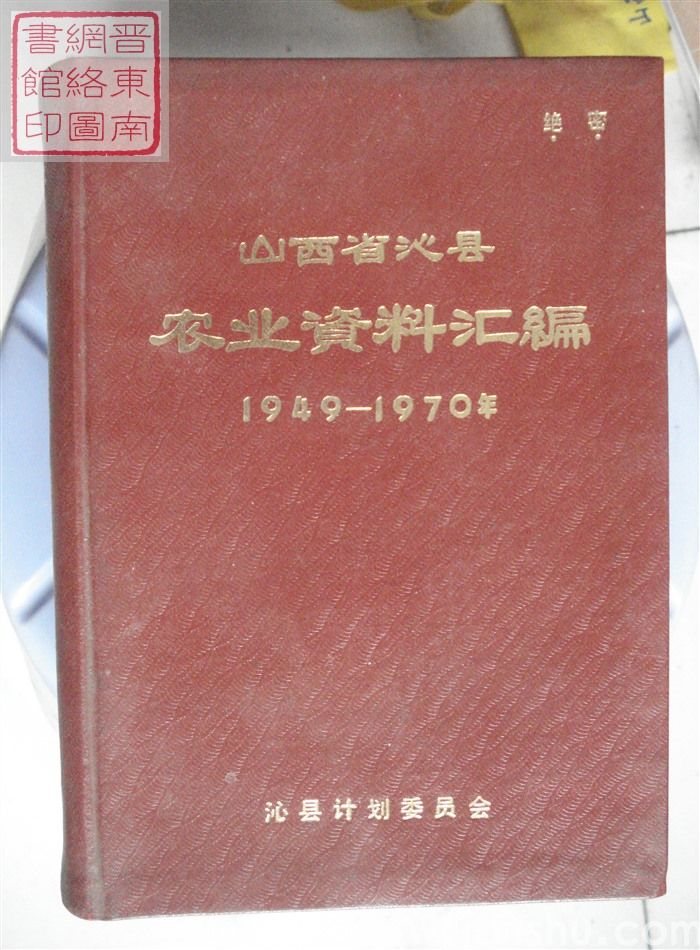 晋东南
網絡圖
書館印
绝密
山西省沁县
农业資料汇編
1949—1970年
沁县计划委员会